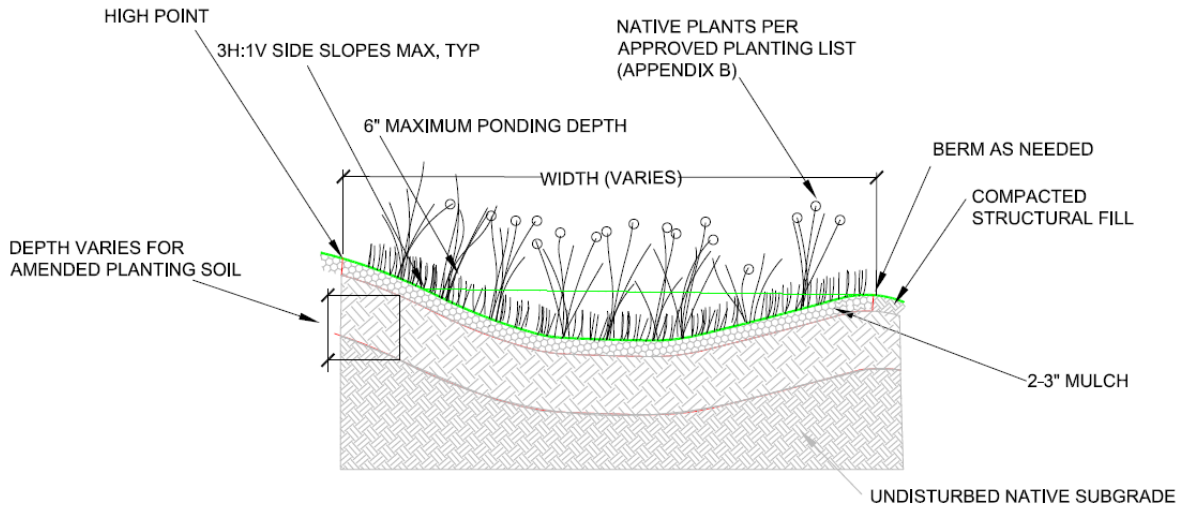 HIGH POINT
3H:1V SIDE SLOPES MAX, TYP
NATIVE PLANTS PER
APPROVED PLANTING LIST
(APPENDIX B)
6" MAXIMUM PONDING DEPTH
BERM AS NEEDED
WIDTH (VARIES)
COMPACTED
STRUCTURAL FILL
DEPTH VARIES FOR
AMENDED PLANTING SOIL
2-3" MULCH
UNDISTURBED NATIVE SUBGRADE